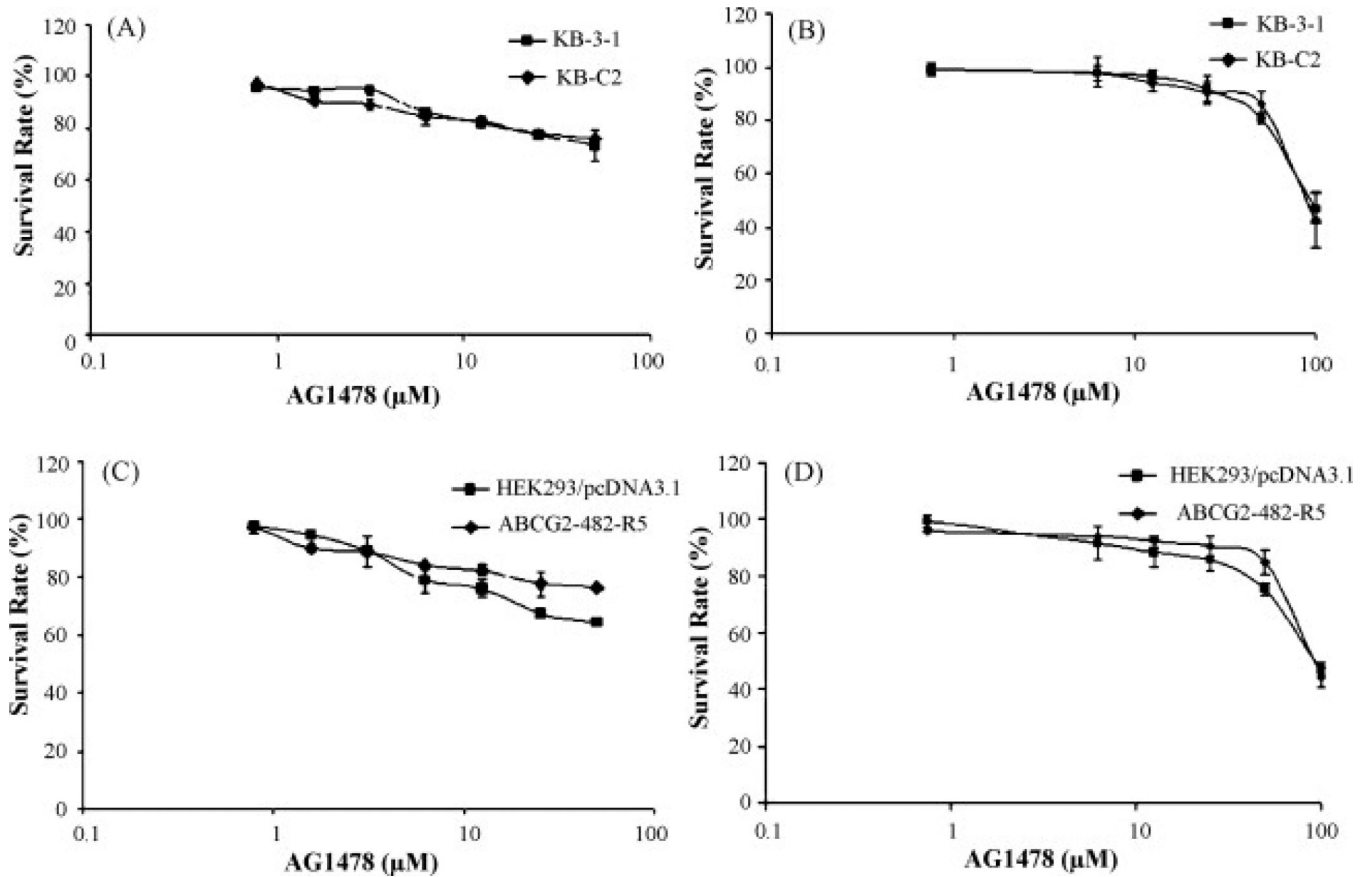 (A)
KB-3-1
KB-C2
Survival Rate (%)
120
100
80
60
40
20
0
0.1 1 10 100
AG1478 (µM)
(B)
KB-3-1
KB-C2
Survival Rate (%)
120
100
80
60
40
20
0
0.1 1 10 100
AG1478 (µM)
(C)
HEK293/pcDNA3.1
ABCG2-482-R5
Survival Rate (%)
120
100
80
60
40
20
0
0.1 1 10 100
AG1478 (µM)
(D)
HEK293/pcDNA3.1
ABCG2-482-R5
Survival Rate (%)
120
100
80
60
40
20
0
0.1 1 10 100
AG1478 (µM)